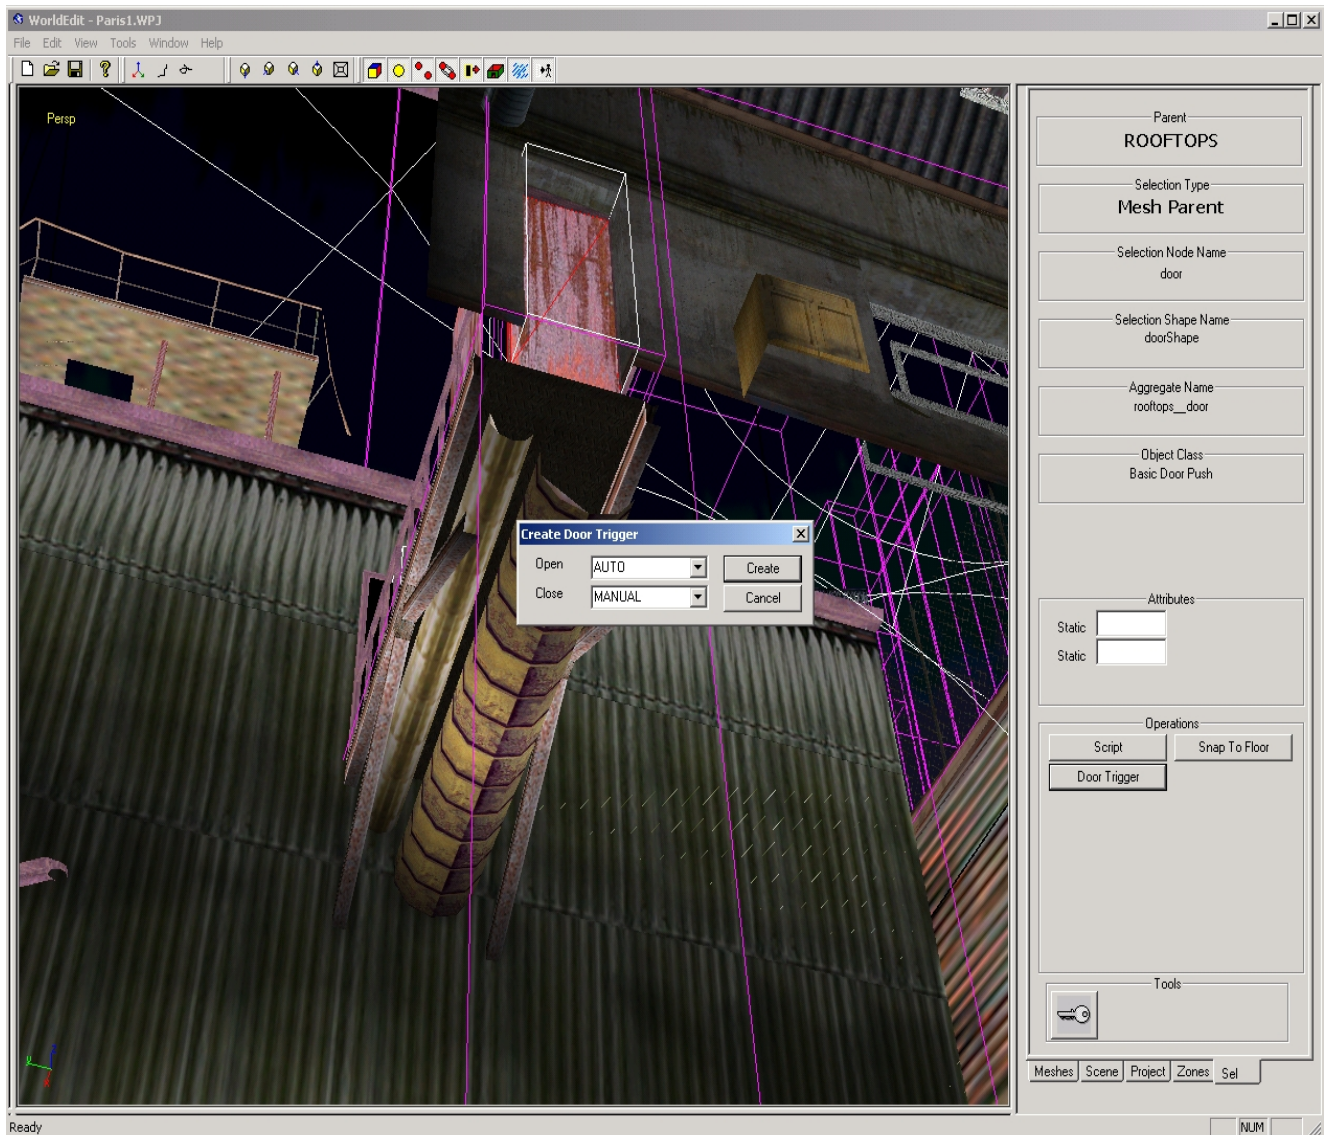 WorldEdit - Paris1.WPJ
File Edit View Tools Window Help
Persp
Parent
ROOFTOPS
Selection Type
Mesh Parent
Selection Node Name
door
Selection Shape Name
doorShape
Aggregate Name
rooftops__door
Object Class
Basic Door Push
Create Door Trigger
Open AUTO Create
Close MANUAL Cancel
Attributes
Static
Static
Operations
Script Snap To Floor
Door Trigger
Tools
Meshes Scene Project Zones Sel
Ready NUM